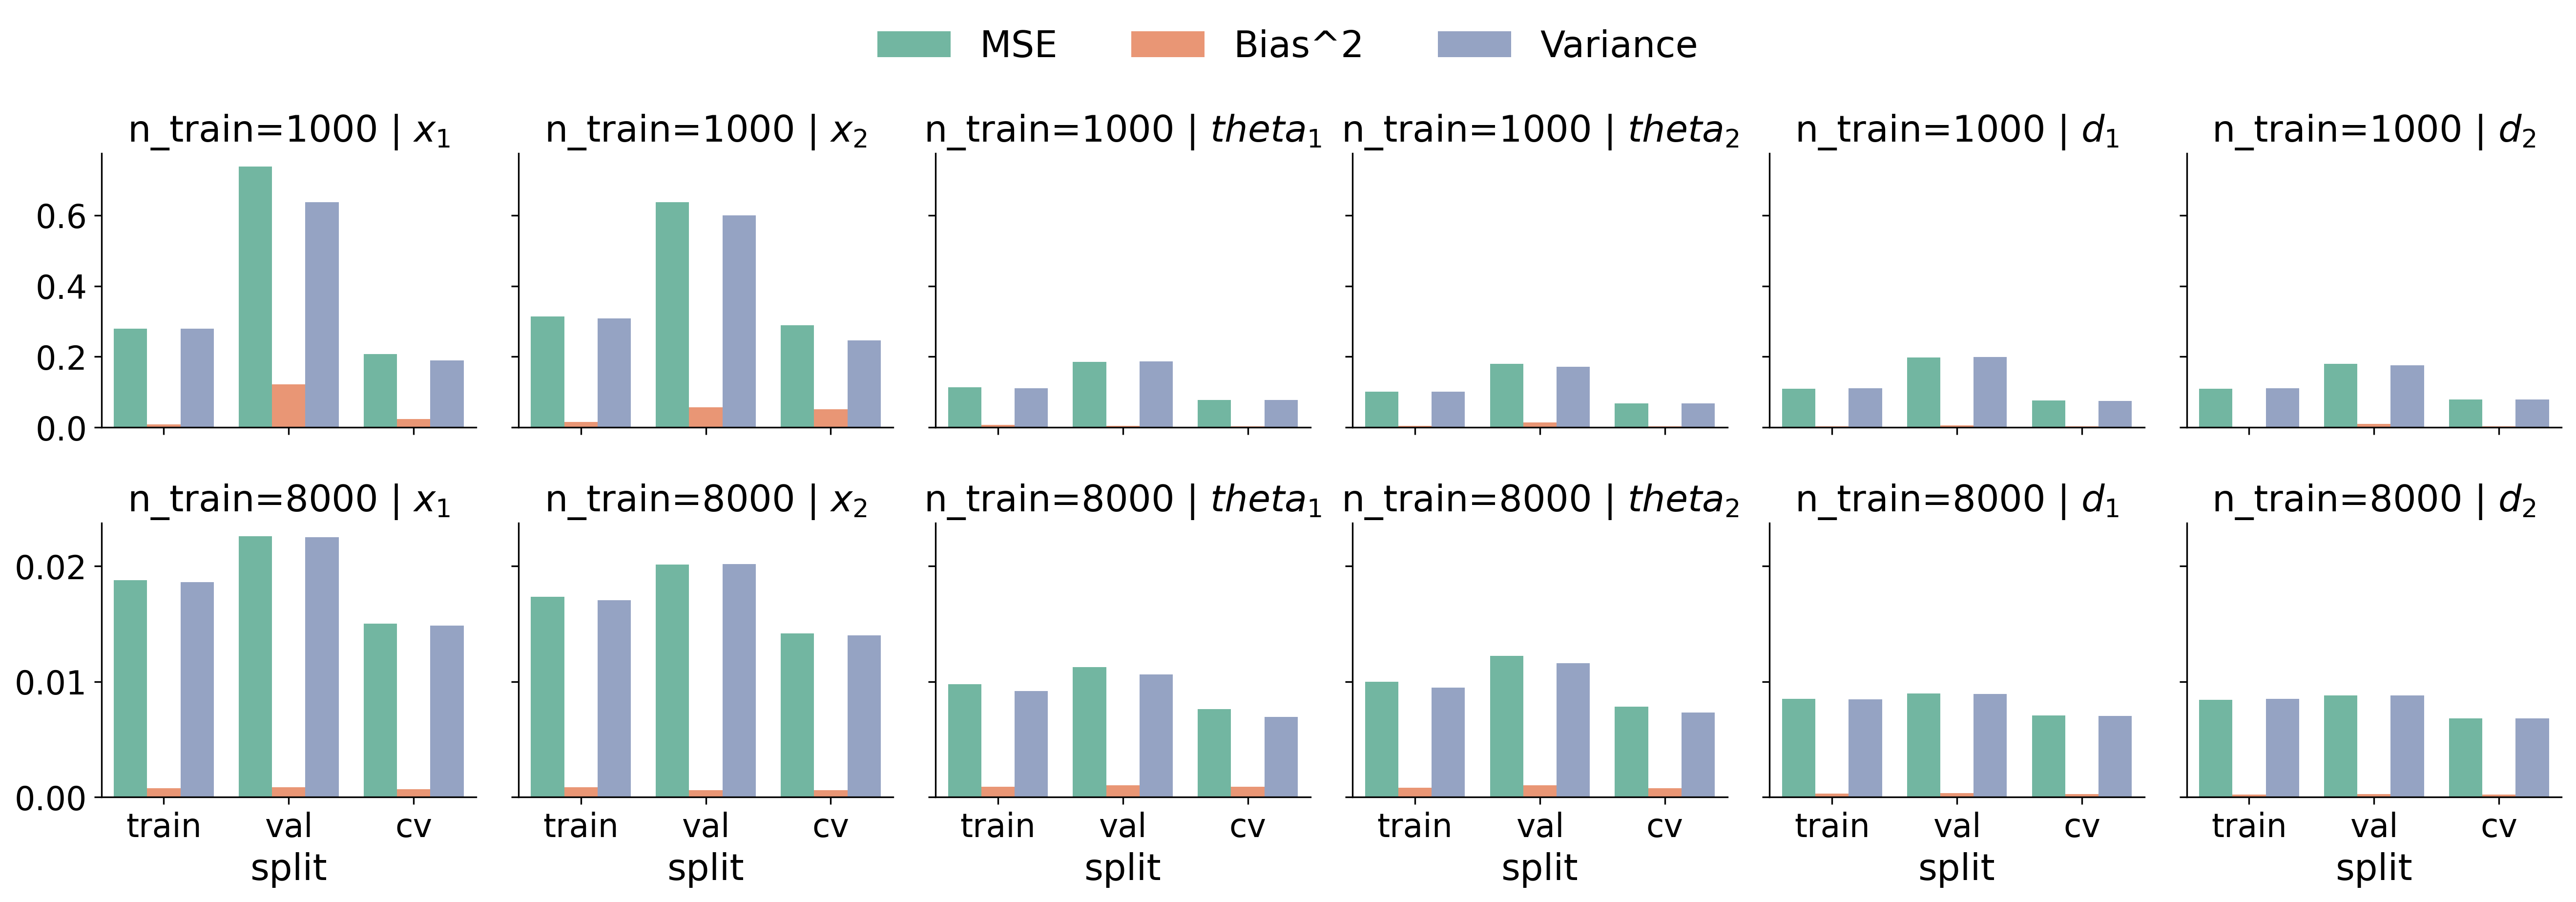 MSE Bias^2 Variance
n_train=1000 | x₁ n_train=1000 | x₂ n_train=1000 | theta₁ n_train=1000 | theta₂ n_train=1000 | d₁ n_train=1000 | d₂
0.6
0.4
0.2
0.0
n_train=8000 | x₁ n_train=8000 | x₂ n_train=8000 | theta₁ n_train=8000 | theta₂ n_train=8000 | d₁ n_train=8000 | d₂
0.02
0.01
0.00
train val cv train val cv train val cv train val cv train val cv train val cv
split split split split split split